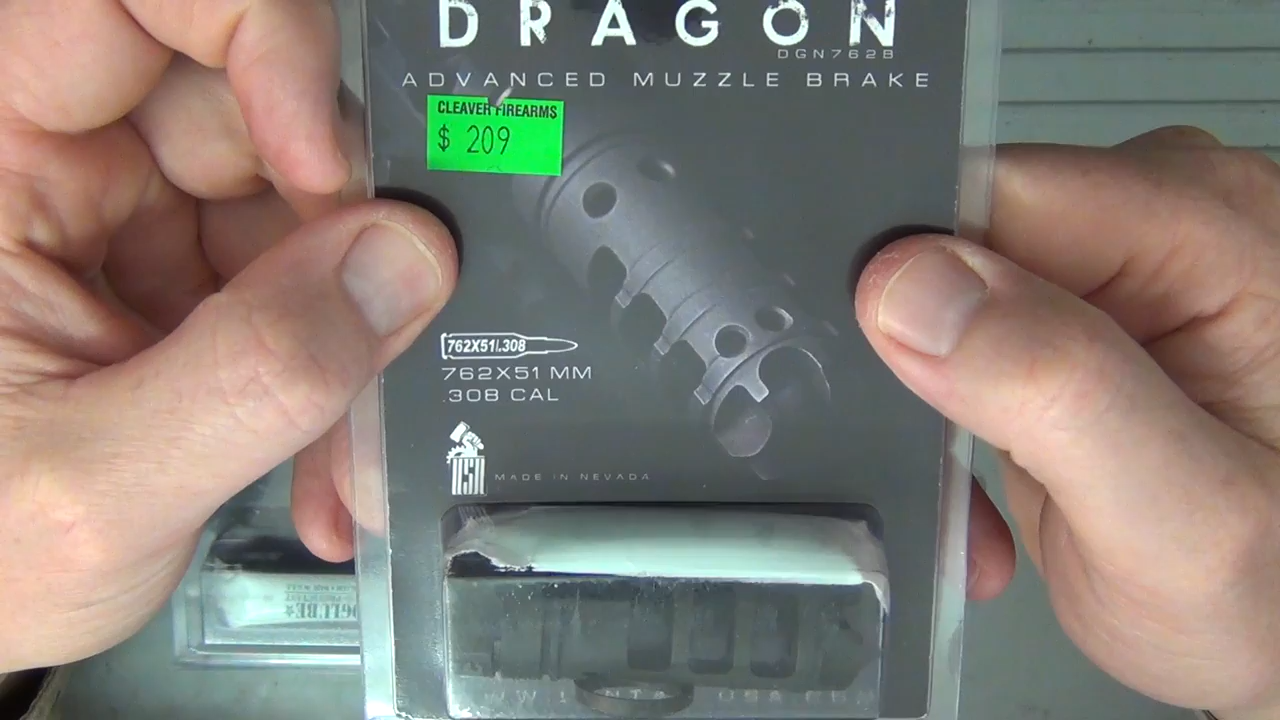 DRAGON
DGN762B
ADVANCED MUZZLE BRAKE
CLEAVER FIREARMS
$ 209
762X51/.308
762X51 MM
.308 CAL
MADE IN NEVADA